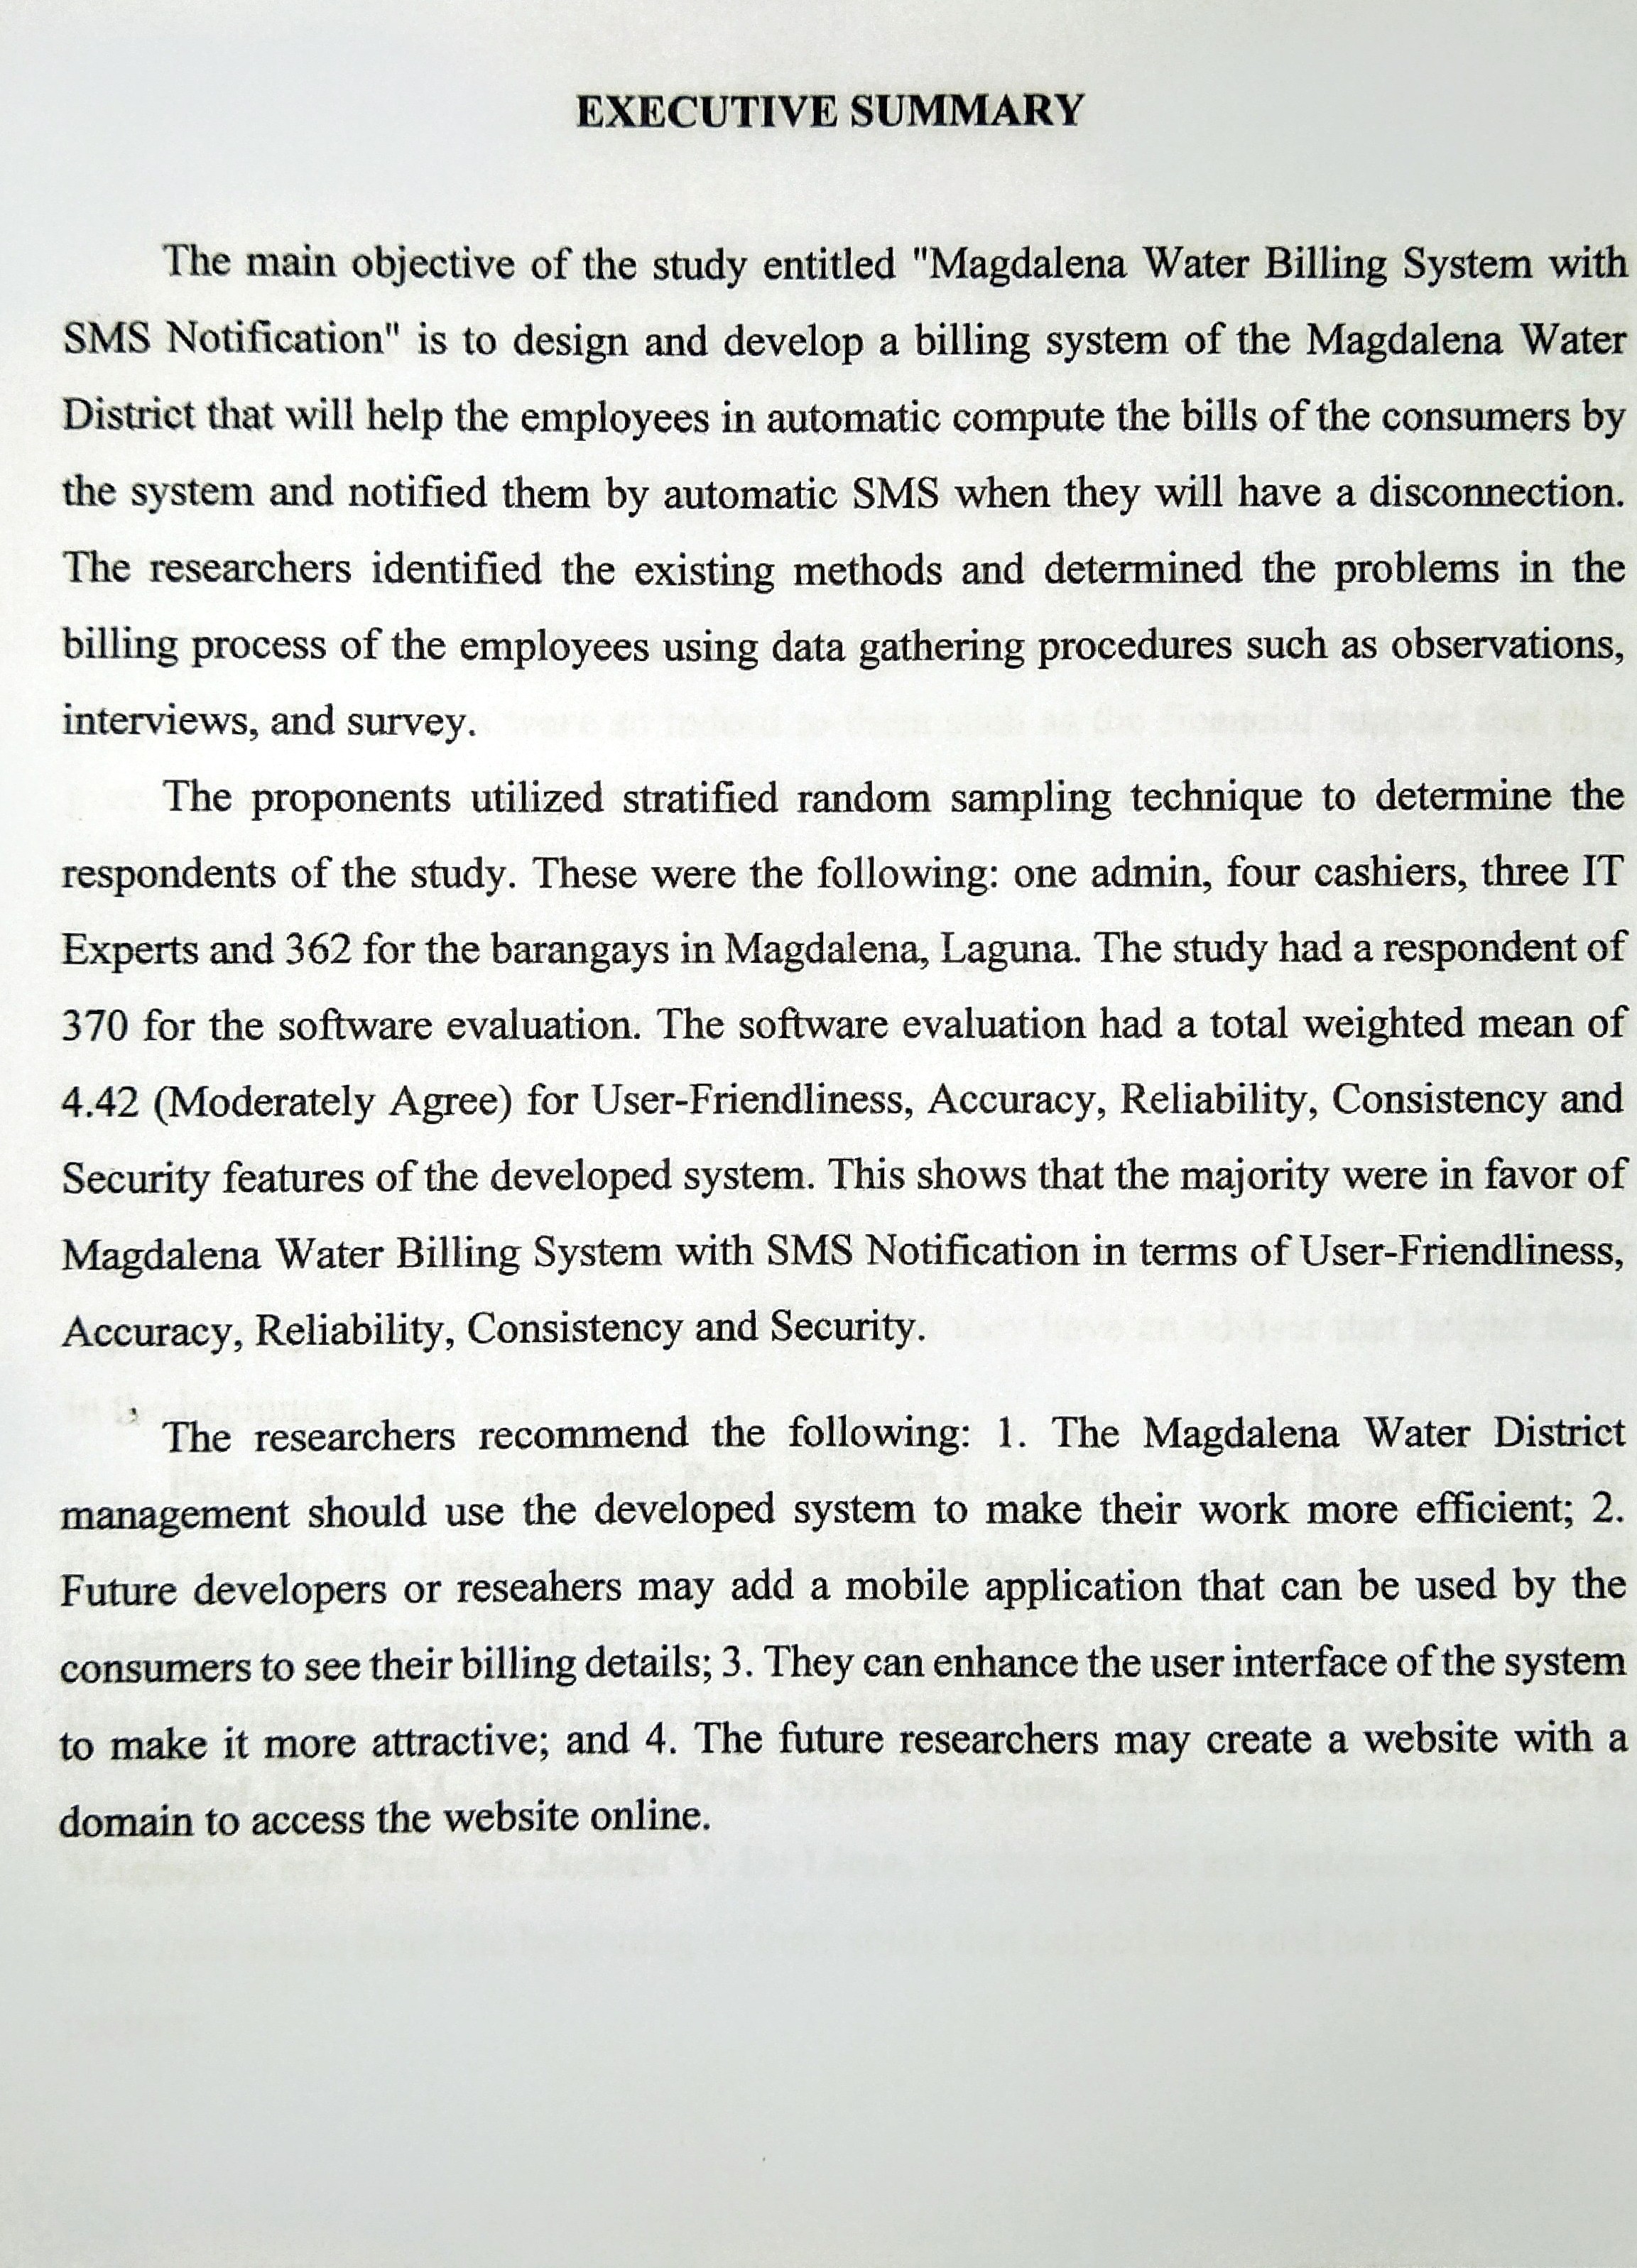 EXECUTIVE SUMMARY
The main objective of the study entitled "Magdalena Water Billing System with
SMS Notification" is to design and develop a billing system of the Magdalena Water
District that will help the employees in automatic compute the bills of the consumers by
the system and notified them by automatic SMS when they will have a disconnection.
The researchers identified the existing methods and determined the problems in the
billing process of the employees using data gathering procedures such as observations,
interviews, and survey.
The proponents utilized stratified random sampling technique to determine the
respondents of the study. These were the following: one admin, four cashiers, three IT
Experts and 362 for the barangays in Magdalena, Laguna. The study had a respondent of
370 for the software evaluation. The software evaluation had a total weighted mean of
4.42 (Moderately Agree) for User-Friendliness, Accuracy, Reliability, Consistency and
Security features of the developed system. This shows that the majority were in favor of
Magdalena Water Billing System with SMS Notification in terms of User-Friendliness,
Accuracy, Reliability, Consistency and Security.
The researchers recommend the following: 1. The Magdalena Water District
management should use the developed system to make their work more efficient; 2.
Future developers or reseahers may add a mobile application that can be used by the
consumers to see their billing details; 3. They can enhance the user interface of the system
to make it more attractive; and 4. The future researchers may create a website with a
domain to access the website online.